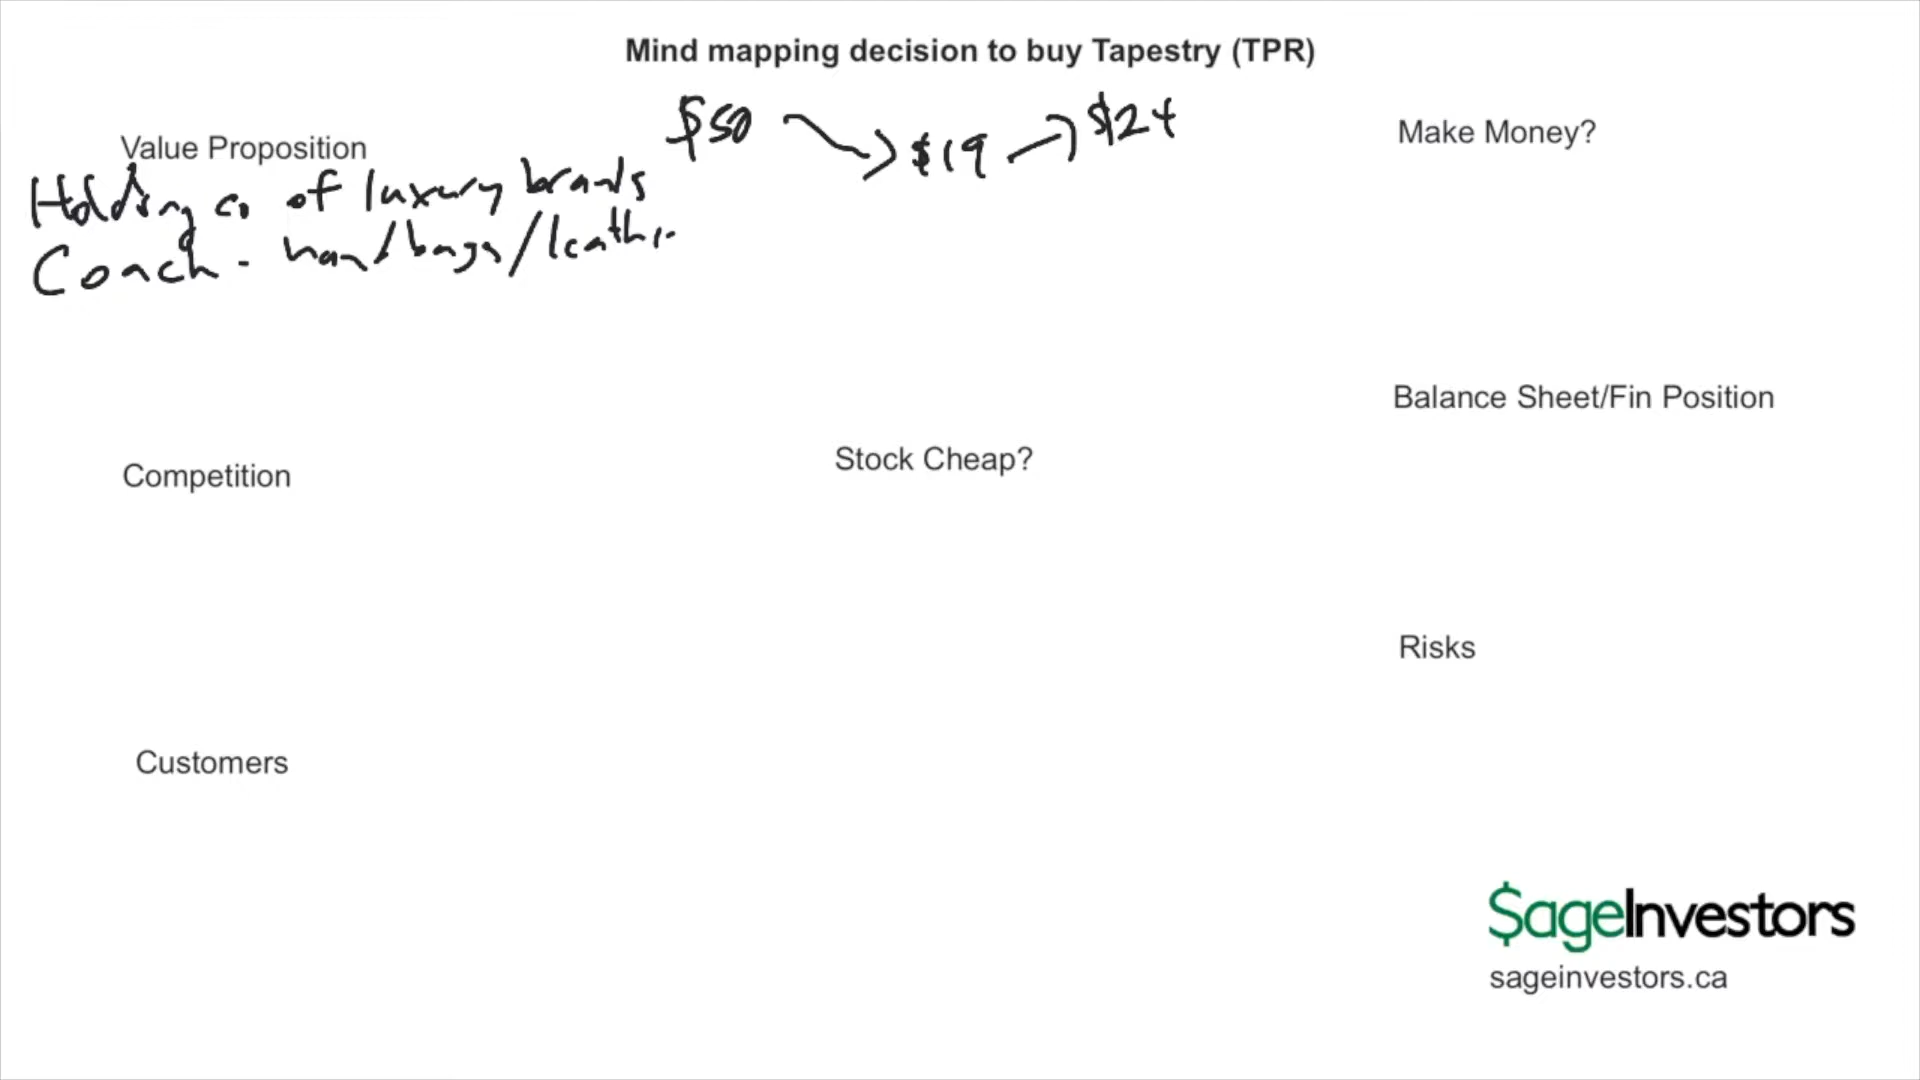 Mind mapping decision to buy Tapestry (TPR)
$50 → $19 → $24
Value Proposition
Holding co of luxury brands
Coach - handbags/leather
Make Money?
Balance Sheet/Fin Position
Stock Cheap?
Competition
Risks
Customers
$ageInvestors
sageinvestors.ca